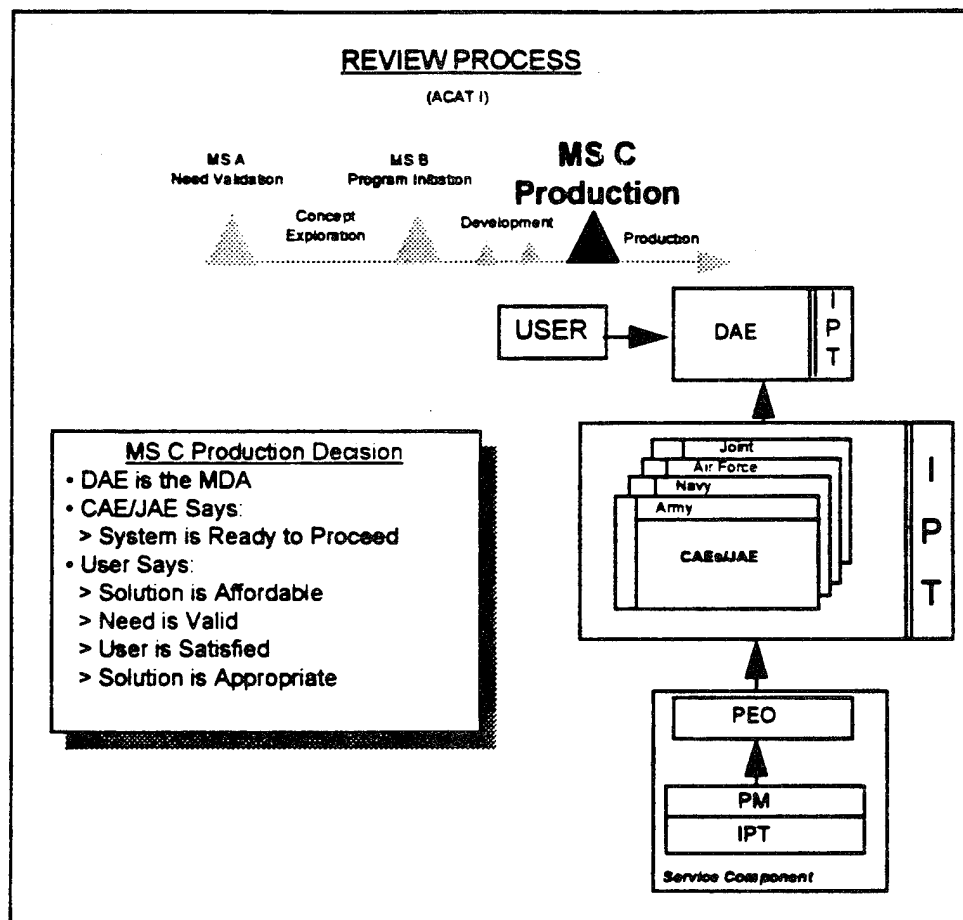 REVIEW PROCESS
(ACAT I)
MS A
Need Validation
MS B
Program Initiation
MS C
Production
Concept
Exploration
Development
Production
USER
DAE
I
P
T
MS C Production Decision
• DAE is the MDA
• CAE/JAE Says:
> System is Ready to Proceed
• User Says:
> Solution is Affordable
> Need is Valid
> User is Satisfied
> Solution is Appropriate
Joint
Air Force
Navy
Army
CAEs/JAE
I
P
T
PEO
PM
IPT
Service Component